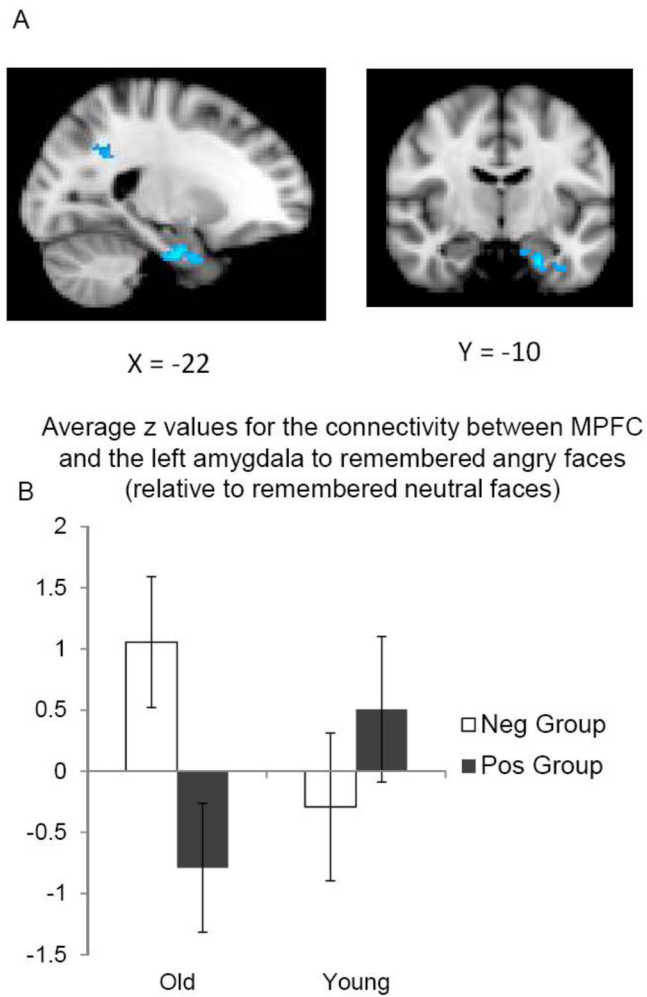 A
X = -22
Y = -10
Average z values for the connectivity between MPFC
and the left amygdala to remembered angry faces
(relative to remembered neutral faces)
B
2
1.5
1
0.5
0
-0.5
-1
-1.5
Old
Young
Neg Group
Pos Group